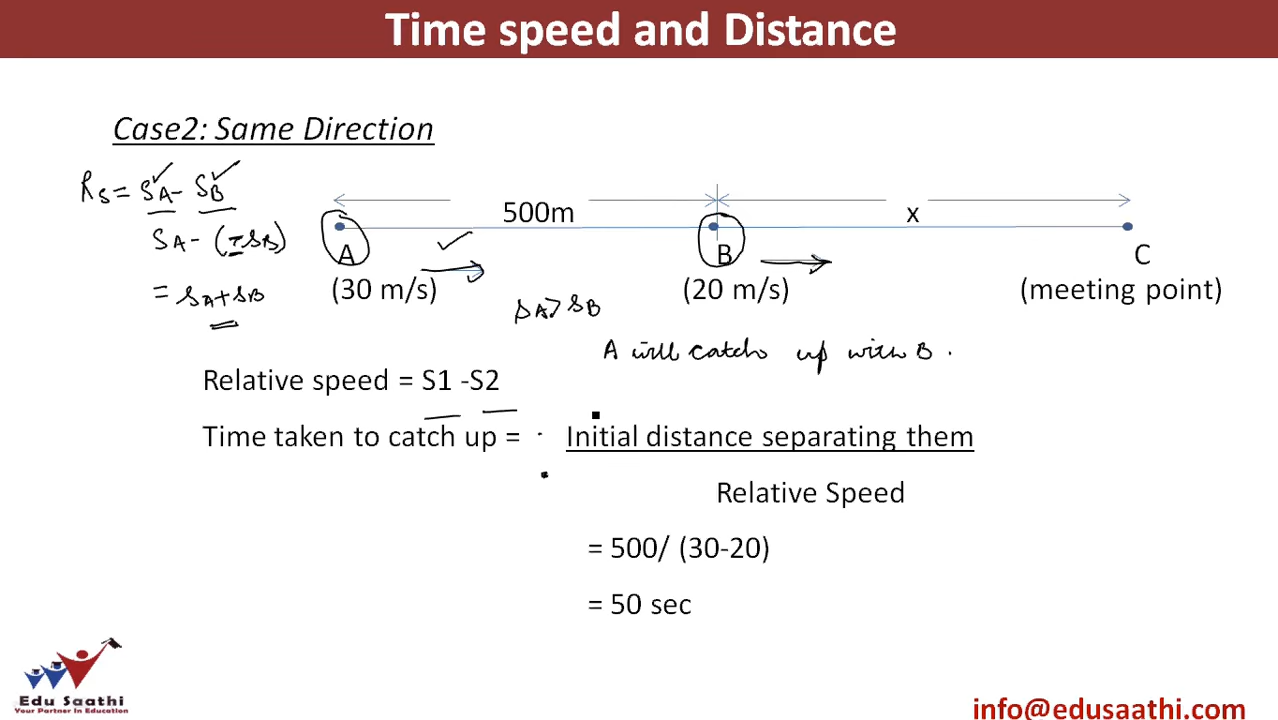 Time speed and Distance
Case2: Same Direction
RS = SA - SB
SA - (-SB)
= SA+SB
500m
x
A
B
C
(30 m/s)
(20 m/s)
(meeting point)
SA > SB
A will catch up with B.
Relative speed = S1 -S2
Time taken to catch up = Initial distance separating them
Relative Speed
= 500/ (30-20)
= 50 sec
Edu Saathi
Your Partner In Education
info@edusaathi.com